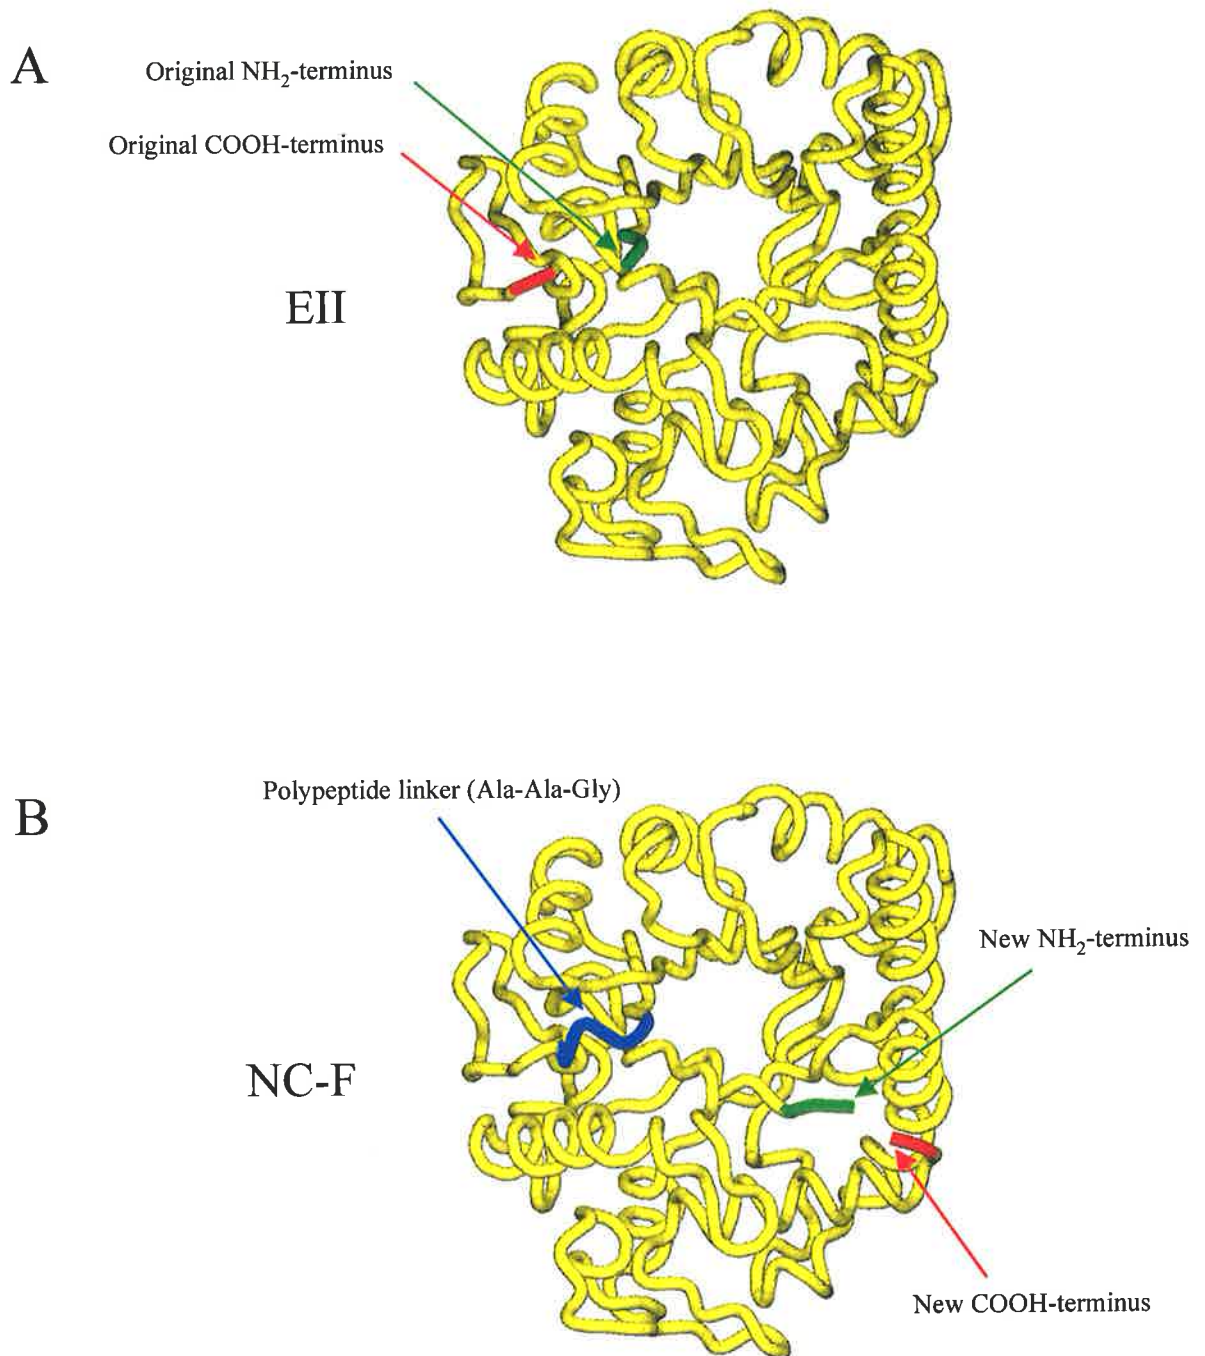 A
Original NH₂-terminus
Original COOH-terminus
EII
Polypeptide linker (Ala-Ala-Gly)
B
New NH₂-terminus
NC-F
New COOH-terminus